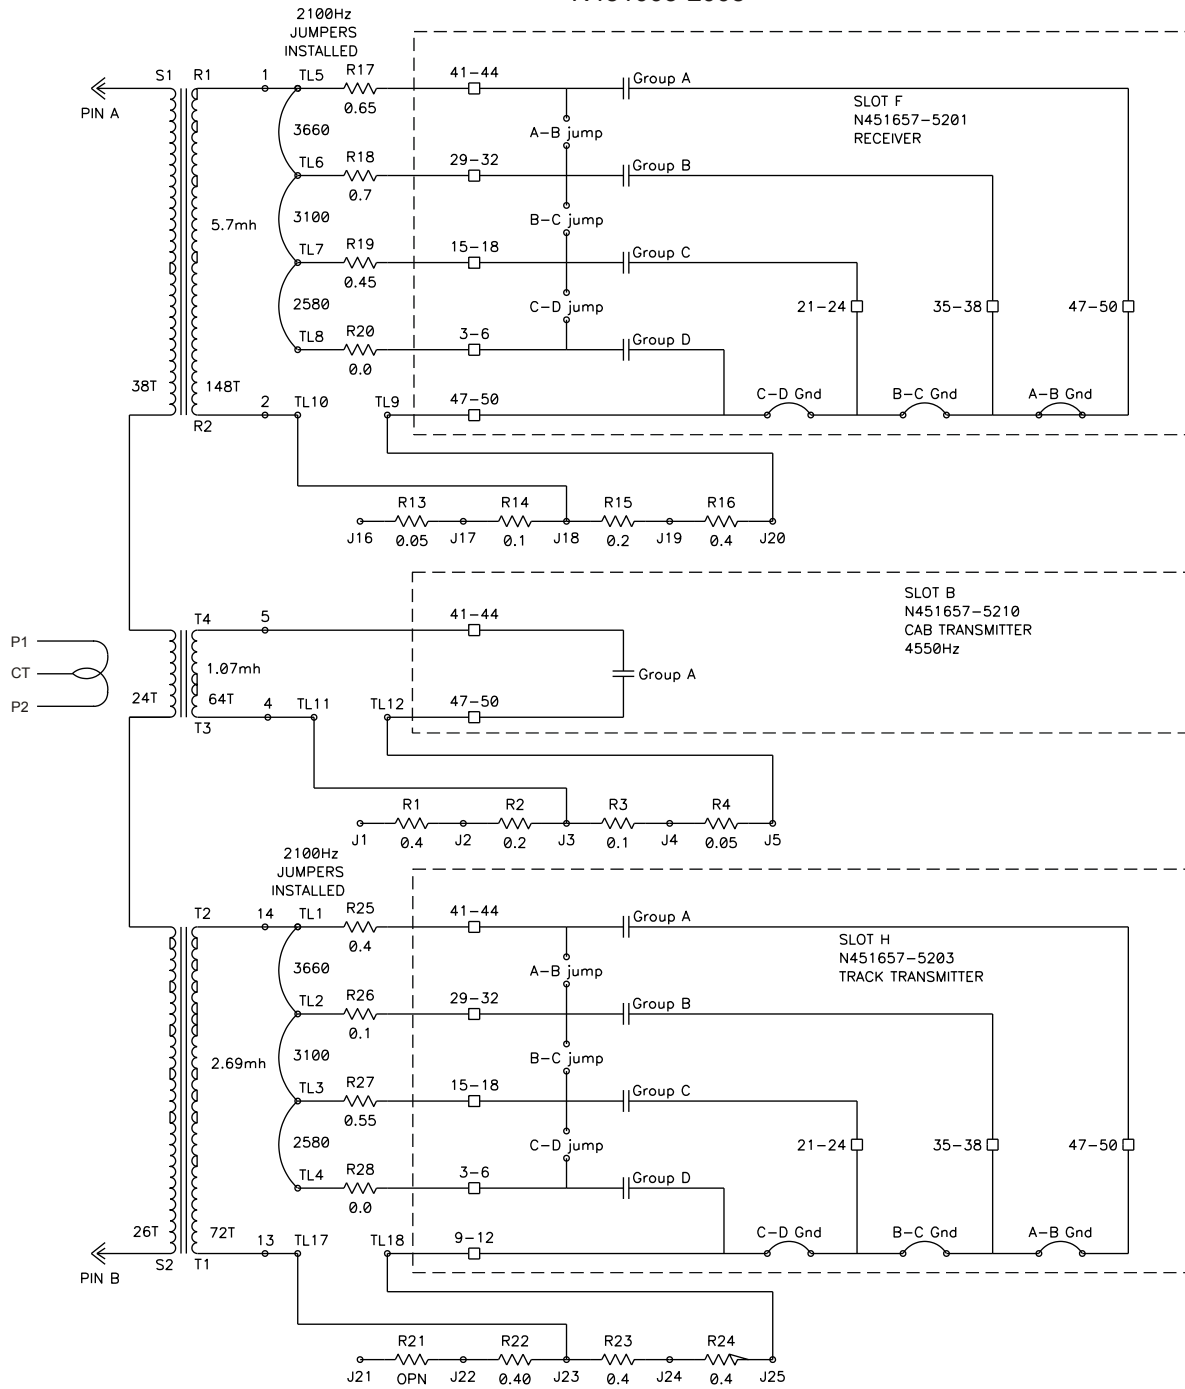 2100Hz
JUMPERS
INSTALLED
S1 R1 1 TL5 R17 41-44 Group A
PIN A
0.65
SLOT F
N451657-5201
RECEIVER
3660
A-B jump
TL6 R18 29-32 Group B
0.7
5.7mh
3100
B-C jump
TL7 R19 15-18 Group C
0.45
2580
C-D jump
21-24 35-38 47-50
TL8 R20 3-6 Group D
0.0
38T 148T
2 TL10 TL9 47-50 C-D Gnd B-C Gnd A-B Gnd
R2
R13 R14 R15 R16
J16 0.05 J17 0.1 J18 0.2 J19 0.4 J20
SLOT B
N451657-5210
CAB TRANSMITTER
4550Hz
T4 5 41-44
P1
CT
P2
1.07mh
Group A
24T 64T
4 TL11 TL12 47-50
T3
R1 R2 R3 R4
J1 0.4 J2 0.2 J3 0.1 J4 0.05 J5
2100Hz
JUMPERS
INSTALLED
T2 14 TL1 R25 41-44 Group A
0.4
SLOT H
N451657-5203
TRACK TRANSMITTER
3660
A-B jump
TL2 R26 29-32 Group B
0.1
2.69mh
3100
B-C jump
TL3 R27 15-18 Group C
0.55
2580
C-D jump
21-24 35-38 47-50
TL4 R28 3-6 Group D
0.0
26T 72T
13 TL17 TL18 9-12 C-D Gnd B-C Gnd A-B Gnd
S2 T1
PIN B
R21 R22 R23 R24
J21 OPN J22 0.40 J23 0.4 J24 0.4 J25